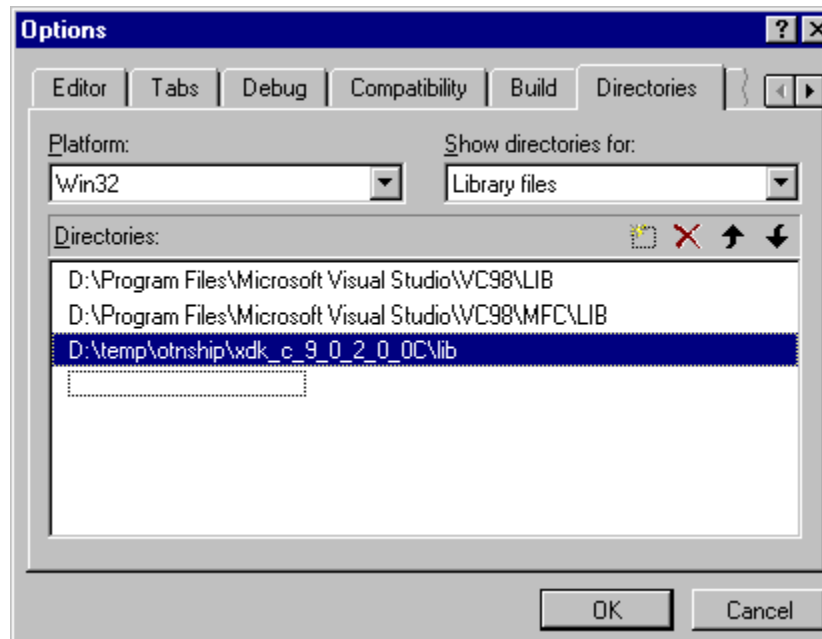 Options
Editor Tabs Debug Compatibility Build Directories
Platform: Show directories for:
Win32 Library files
Directories:
D:\Program Files\Microsoft Visual Studio\VC98\LIB
D:\Program Files\Microsoft Visual Studio\VC98\MFC\LIB
D:\temp\otnship\xdk_c_9_0_2_0_0C\lib
OK Cancel